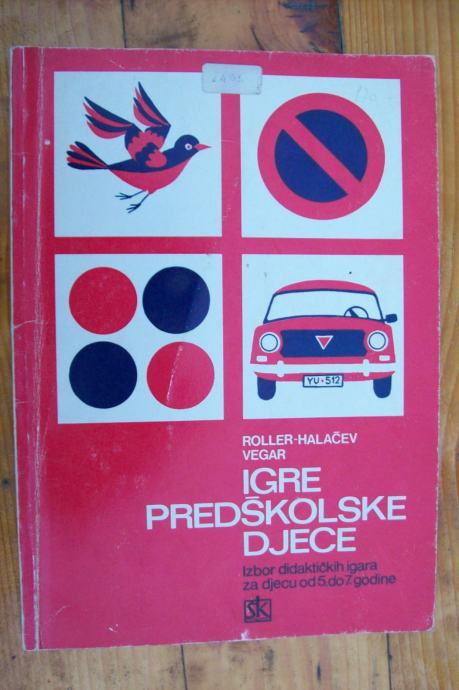 YU·512
ROLLER-HALAČEV
VEGAR
IGRE
PREDŠKOLSKE
DJECE
Izbor didaktičkih igara
za djecu od 5. do 7. godine
šk